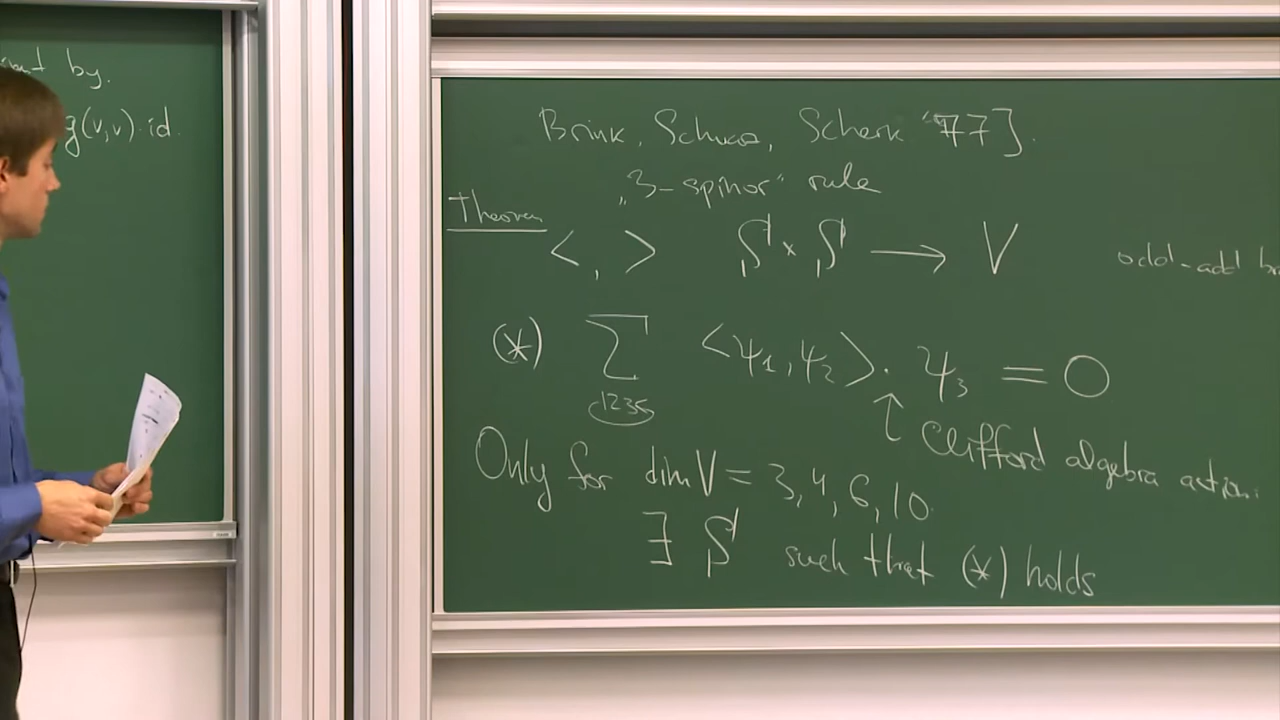 by.
g(v,v)·id.
Brink, Schwarz, Scherk '77].
„3-spinor“ rule
Theorem
< , > S × S → V
odd-odd
(*) ∑ <ψ₁,ψ₂>· ψ₃ = 0
↑ Clifford algebra action.
Only for dim V = 3, 4, 6, 10.
∃ S such that (*) holds